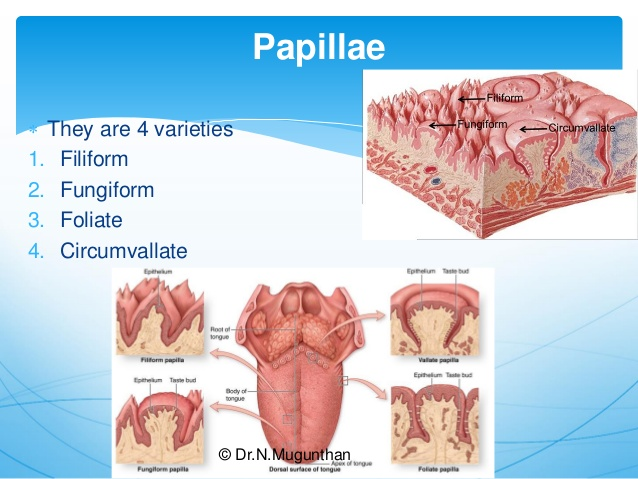 Papillae
∗ They are 4 varieties
1. Filiform
2. Fungiform
3. Foliate
4. Circumvallate
Filiform
Fungiform
Circumvallate
Epithelium
Filiform papilla
Epithelium Taste bud
Fungiform papilla
Root of
tongue
Body of
tongue
Apex of tongue
Dorsal surface of tongue
Epithelium Taste bud
Vallate papilla
Epithelium Taste bud
Foliate papilla
© Dr.N.Mugunthan